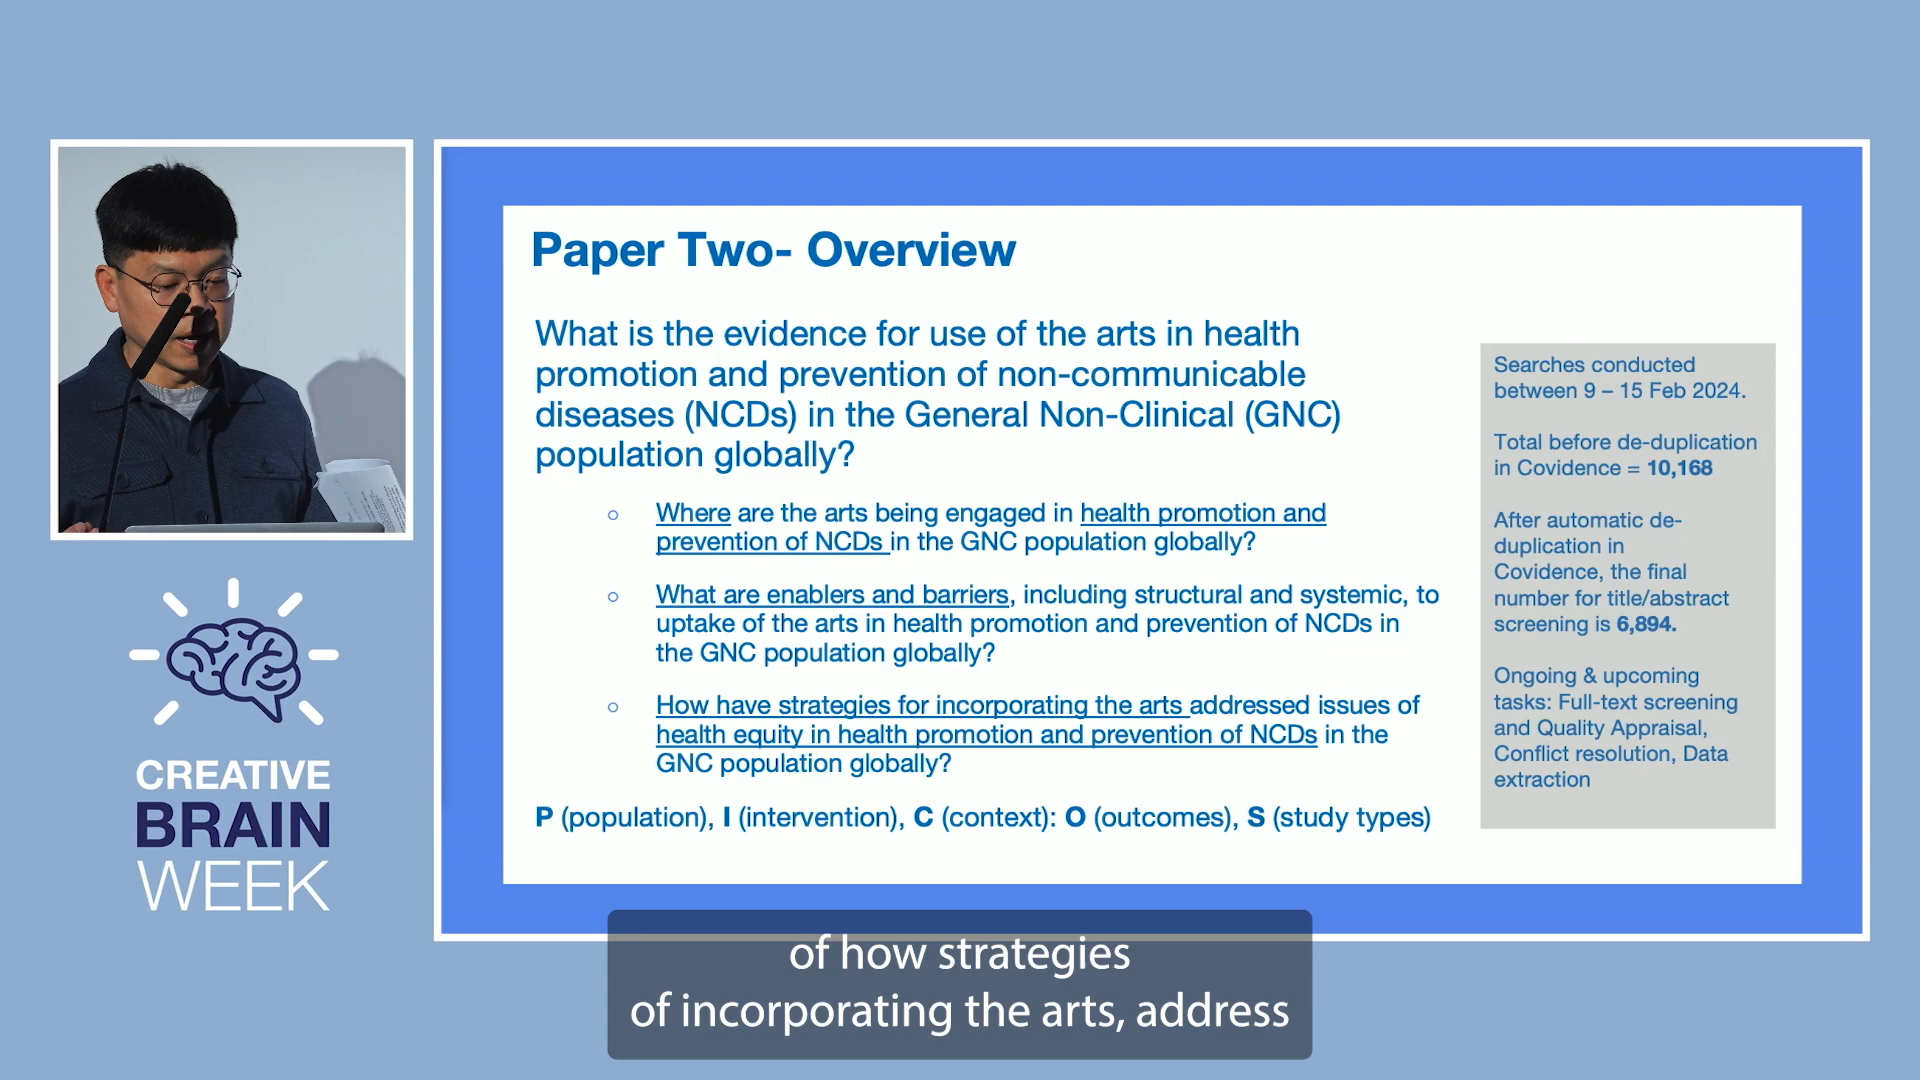 Paper Two- Overview
What is the evidence for use of the arts in health
promotion and prevention of non-communicable
diseases (NCDs) in the General Non-Clinical (GNC)
population globally?
○ Where are the arts being engaged in health promotion and
prevention of NCDs in the GNC population globally?
○ What are enablers and barriers, including structural and systemic, to
uptake of the arts in health promotion and prevention of NCDs in
the GNC population globally?
○ How have strategies for incorporating the arts addressed issues of
health equity in health promotion and prevention of NCDs in the
GNC population globally?
P (population), I (intervention), C (context): O (outcomes), S (study types)
Searches conducted
between 9 – 15 Feb 2024.
Total before de-duplication
in Covidence = 10,168
After automatic de-
duplication in
Covidence, the final
number for title/abstract
screening is 6,894.
Ongoing & upcoming
tasks: Full-text screening
and Quality Appraisal,
Conflict resolution, Data
extraction
CREATIVE
BRAIN
WEEK
of how strategies
of incorporating the arts, address